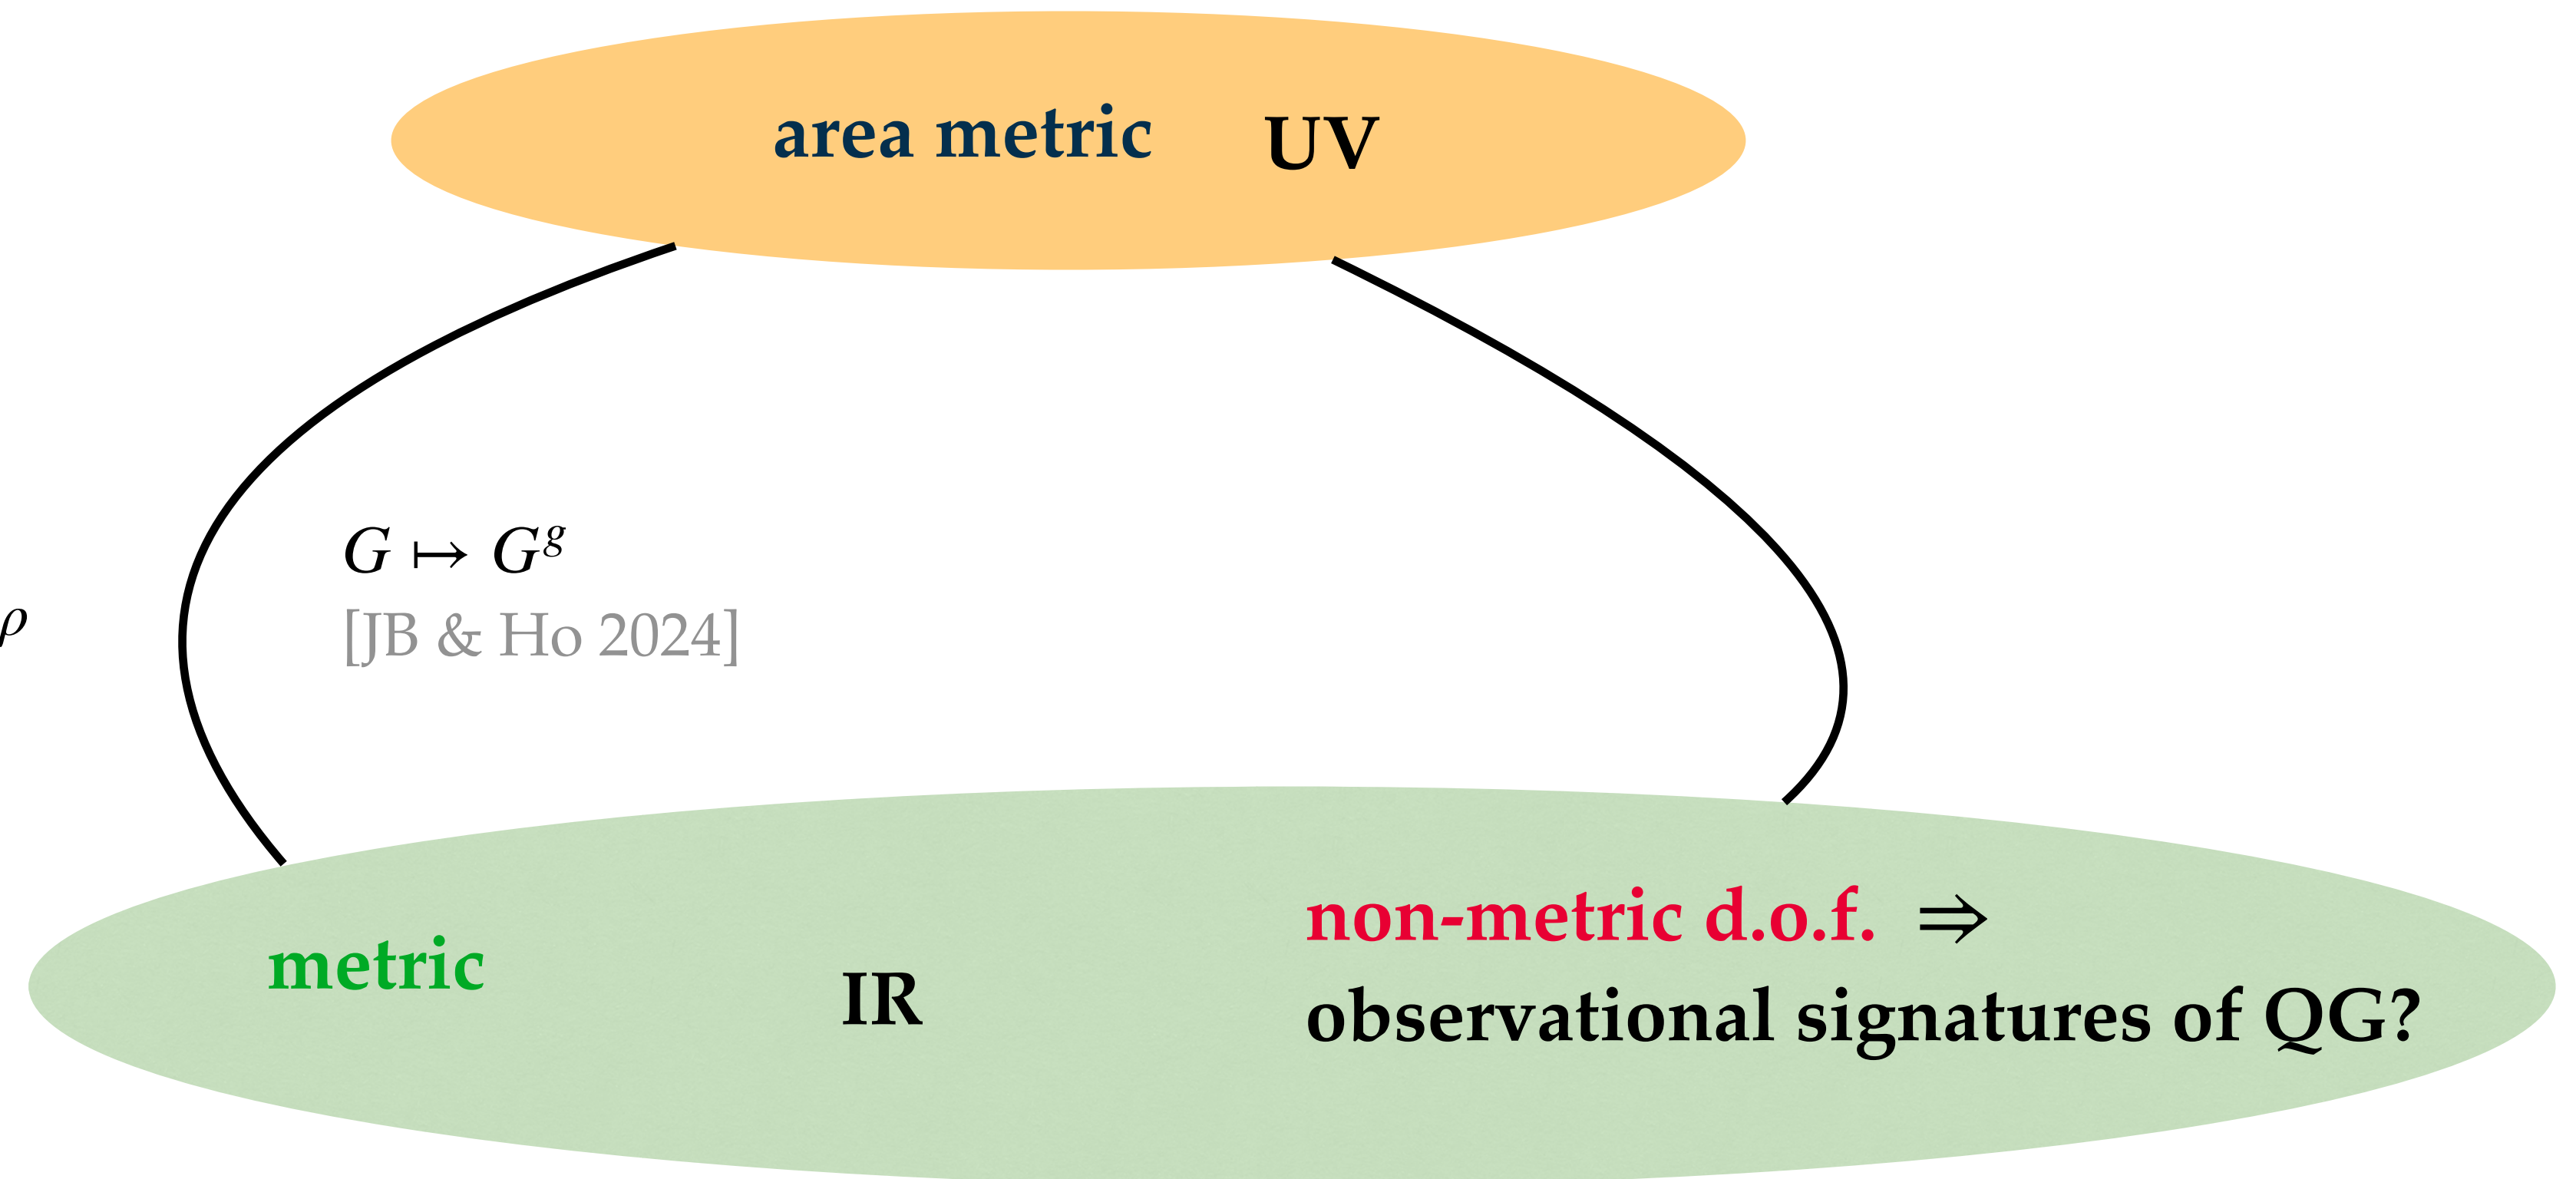 area metric UV
G ↦ G^g
[JB & Ho 2024]
ρ
metric
IR
non-metric d.o.f. ⇒
observational signatures of QG?